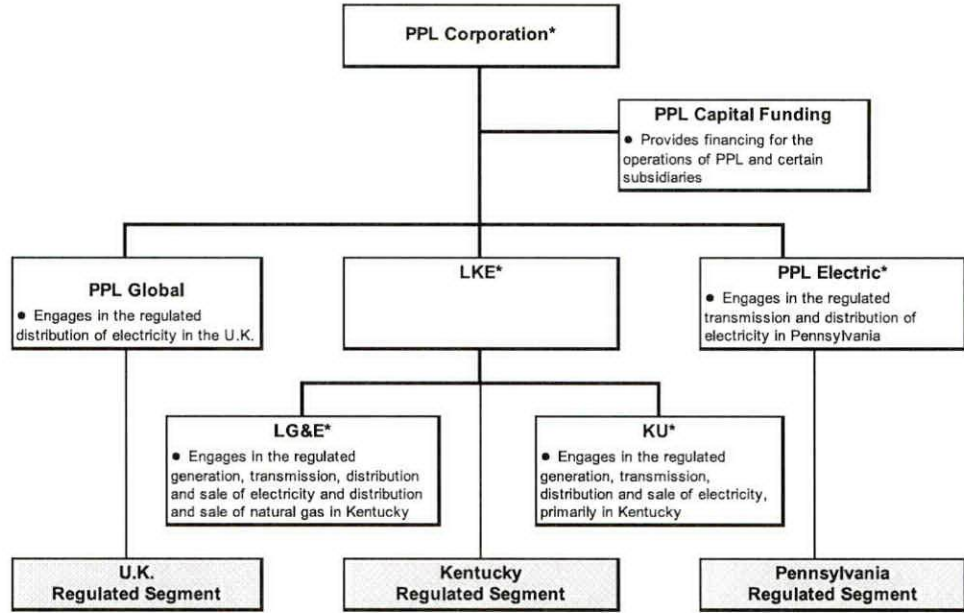 PPL Corporation*
PPL Capital Funding
● Provides financing for the
operations of PPL and certain
subsidiaries
PPL Global
● Engages in the regulated
distribution of electricity in the U.K.
LKE*
PPL Electric*
● Engages in the regulated
transmission and distribution of
electricity in Pennsylvania
LG&E*
● Engages in the regulated
generation, transmission, distribution
and sale of electricity and distribution
and sale of natural gas in Kentucky
KU*
● Engages in the regulated
generation, transmission,
distribution and sale of electricity,
primarily in Kentucky
U.K.
Regulated Segment
Kentucky
Regulated Segment
Pennsylvania
Regulated Segment